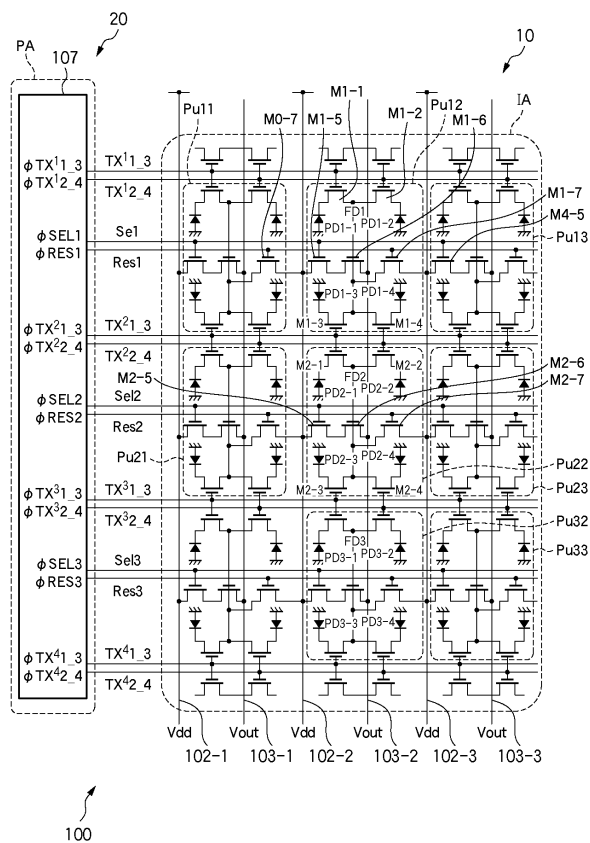 20
PA
107
10
Pu11
M0-7
M1-5
M1-1
M1-2
Pu12
M1-6
IA
φTX¹1_3
TX¹1_3
φTX¹2_4
TX¹2_4
M1-7
M4-5
FD1
PD1-1
PD1-2
φSEL1
Se1
Pu13
φRES1
Res1
PD1-3
PD1-4
φTX²1_3
TX²1_3
M1-3
M1-4
φTX²2_4
TX²2_4
M2-1
M2-2
M2-6
M2-5
FD2
M2-7
PD2-1
PD2-2
φSEL2
Sel2
φRES2
Res2
Pu21
PD2-3
PD2-4
Pu22
Pu23
φTX³1_3
TX³1_3
M2-3
M2-4
φTX³2_4
TX³2_4
Pu32
FD3
PD3-1
PD3-2
Pu33
φSEL3
Sel3
φRES3
Res3
PD3-3
PD3-4
φTX⁴1_3
TX⁴1_3
φTX⁴2_4
TX⁴2_4
Vdd Vout Vdd Vout Vdd Vout
102-1 103-1 102-2 103-2 102-3 103-3
100